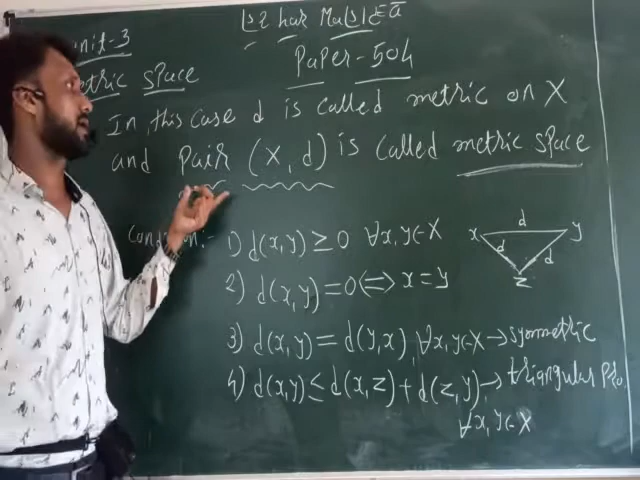 unit-3
Paper-504
metric space
In, this case d is called metric on X
and Pair (X, d) is called metric space
1) d(x,y) ≥ 0 ∀x,y∈X
2) d(x,y)=0 ⟺ x=y
3) d(x,y) = d(y,x), ∀x,y∈X → symmetric
4) d(x,y) ≤ d(x,z) + d(z,y), → triangular Pro
∀x,y∈X
d
x y
d d
z